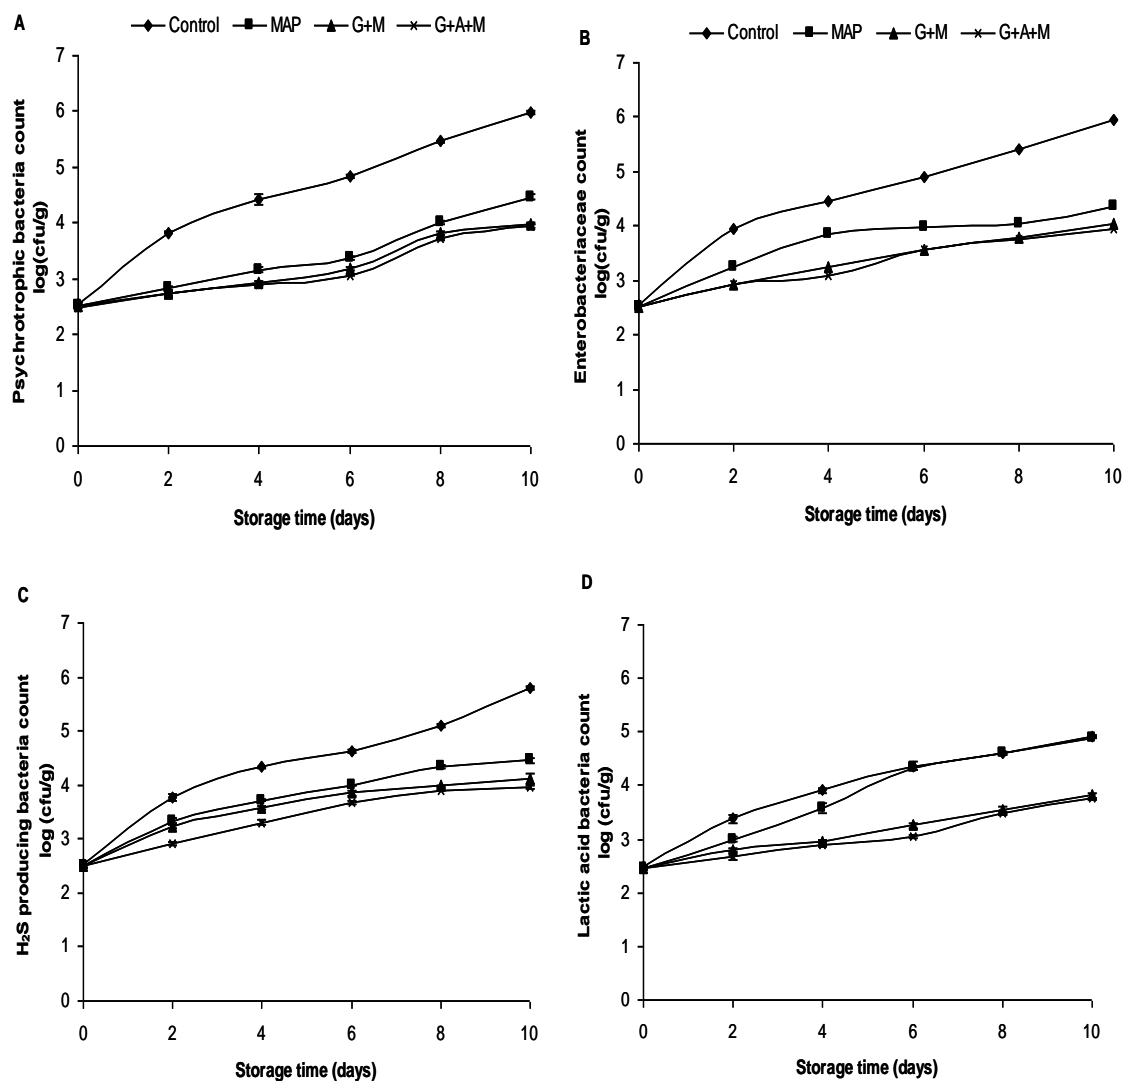 A
Control MAP G+M G+A+M
Psychrotrophic bacteria count
log(cfu/g)
7
6
5
4
3
2
1
0
0 2 4 6 8 10
Storage time (days)
B
Control MAP G+M G+A+M
Enterobacteriaceae count
log(cfu/g)
7
6
5
4
3
2
1
0
0 2 4 6 8 10
Storage time (days)
C
H₂S producing bacteria count
log (cfu/g)
7
6
5
4
3
2
1
0
0 2 4 6 8 10
Storage time (days)
D
Lactic acid bacteria count
log (cfu/g)
7
6
5
4
3
2
1
0
0 2 4 6 8 10
Storage time (days)